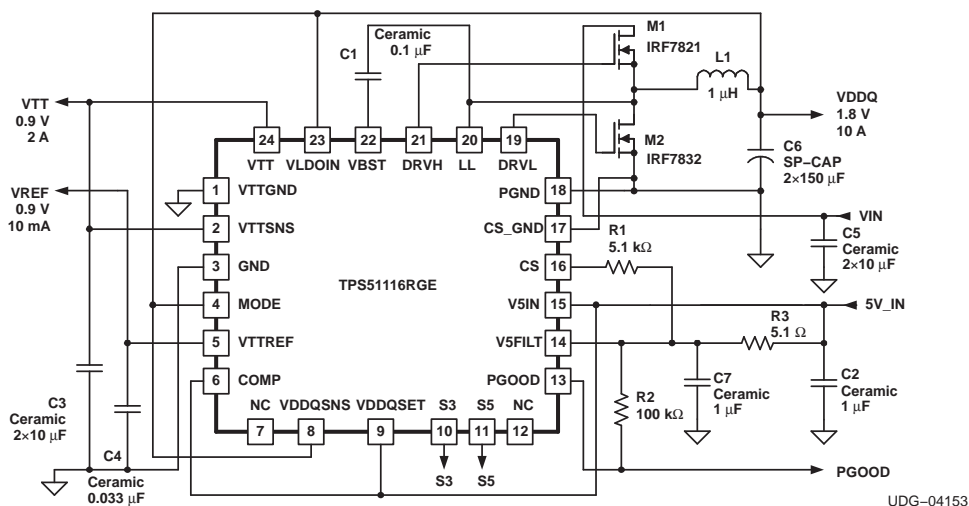 M1
IRF7821
Ceramic
0.1 µF
C1
L1
1 µH
VTT
0.9 V
2 A
VDDQ
1.8 V
10 A
24
23
22
21
20
19
VTT
VLDOIN
VBST
DRVH
LL
DRVL
M2
IRF7832
C6
SP−CAP
2×150 µF
VREF
0.9 V
10 mA
1
VTTGND
2
VTTSNS
3
GND
4
MODE
5
VTTREF
6
COMP
TPS51116RGE
PGND
18
CS_GND
17
CS
16
V5IN
15
V5FILT
14
PGOOD
13
R1
5.1 kΩ
VIN
C5
Ceramic
2×10 µF
5V_IN
R3
5.1 Ω
C7
Ceramic
1 µF
C2
Ceramic
1 µF
R2
100 kΩ
C3
Ceramic
2×10 µF
C4
Ceramic
0.033 µF
NC
VDDQSNS
VDDQSET
S3
S5
NC
7
8
9
10
11
12
S3
S5
PGOOD
UDG−04153